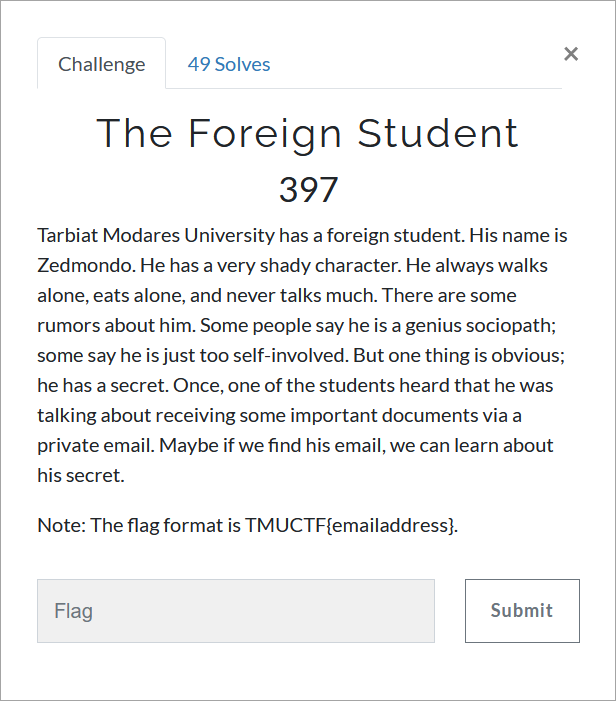 Challenge
49 Solves
×
The Foreign Student
397
Tarbiat Modares University has a foreign student. His name is
Zedmondo. He has a very shady character. He always walks
alone, eats alone, and never talks much. There are some
rumors about him. Some people say he is a genius sociopath;
some say he is just too self-involved. But one thing is obvious;
he has a secret. Once, one of the students heard that he was
talking about receiving some important documents via a
private email. Maybe if we find his email, we can learn about
his secret.
Note: The flag format is TMUCTF{emailaddress}.
Flag
Submit